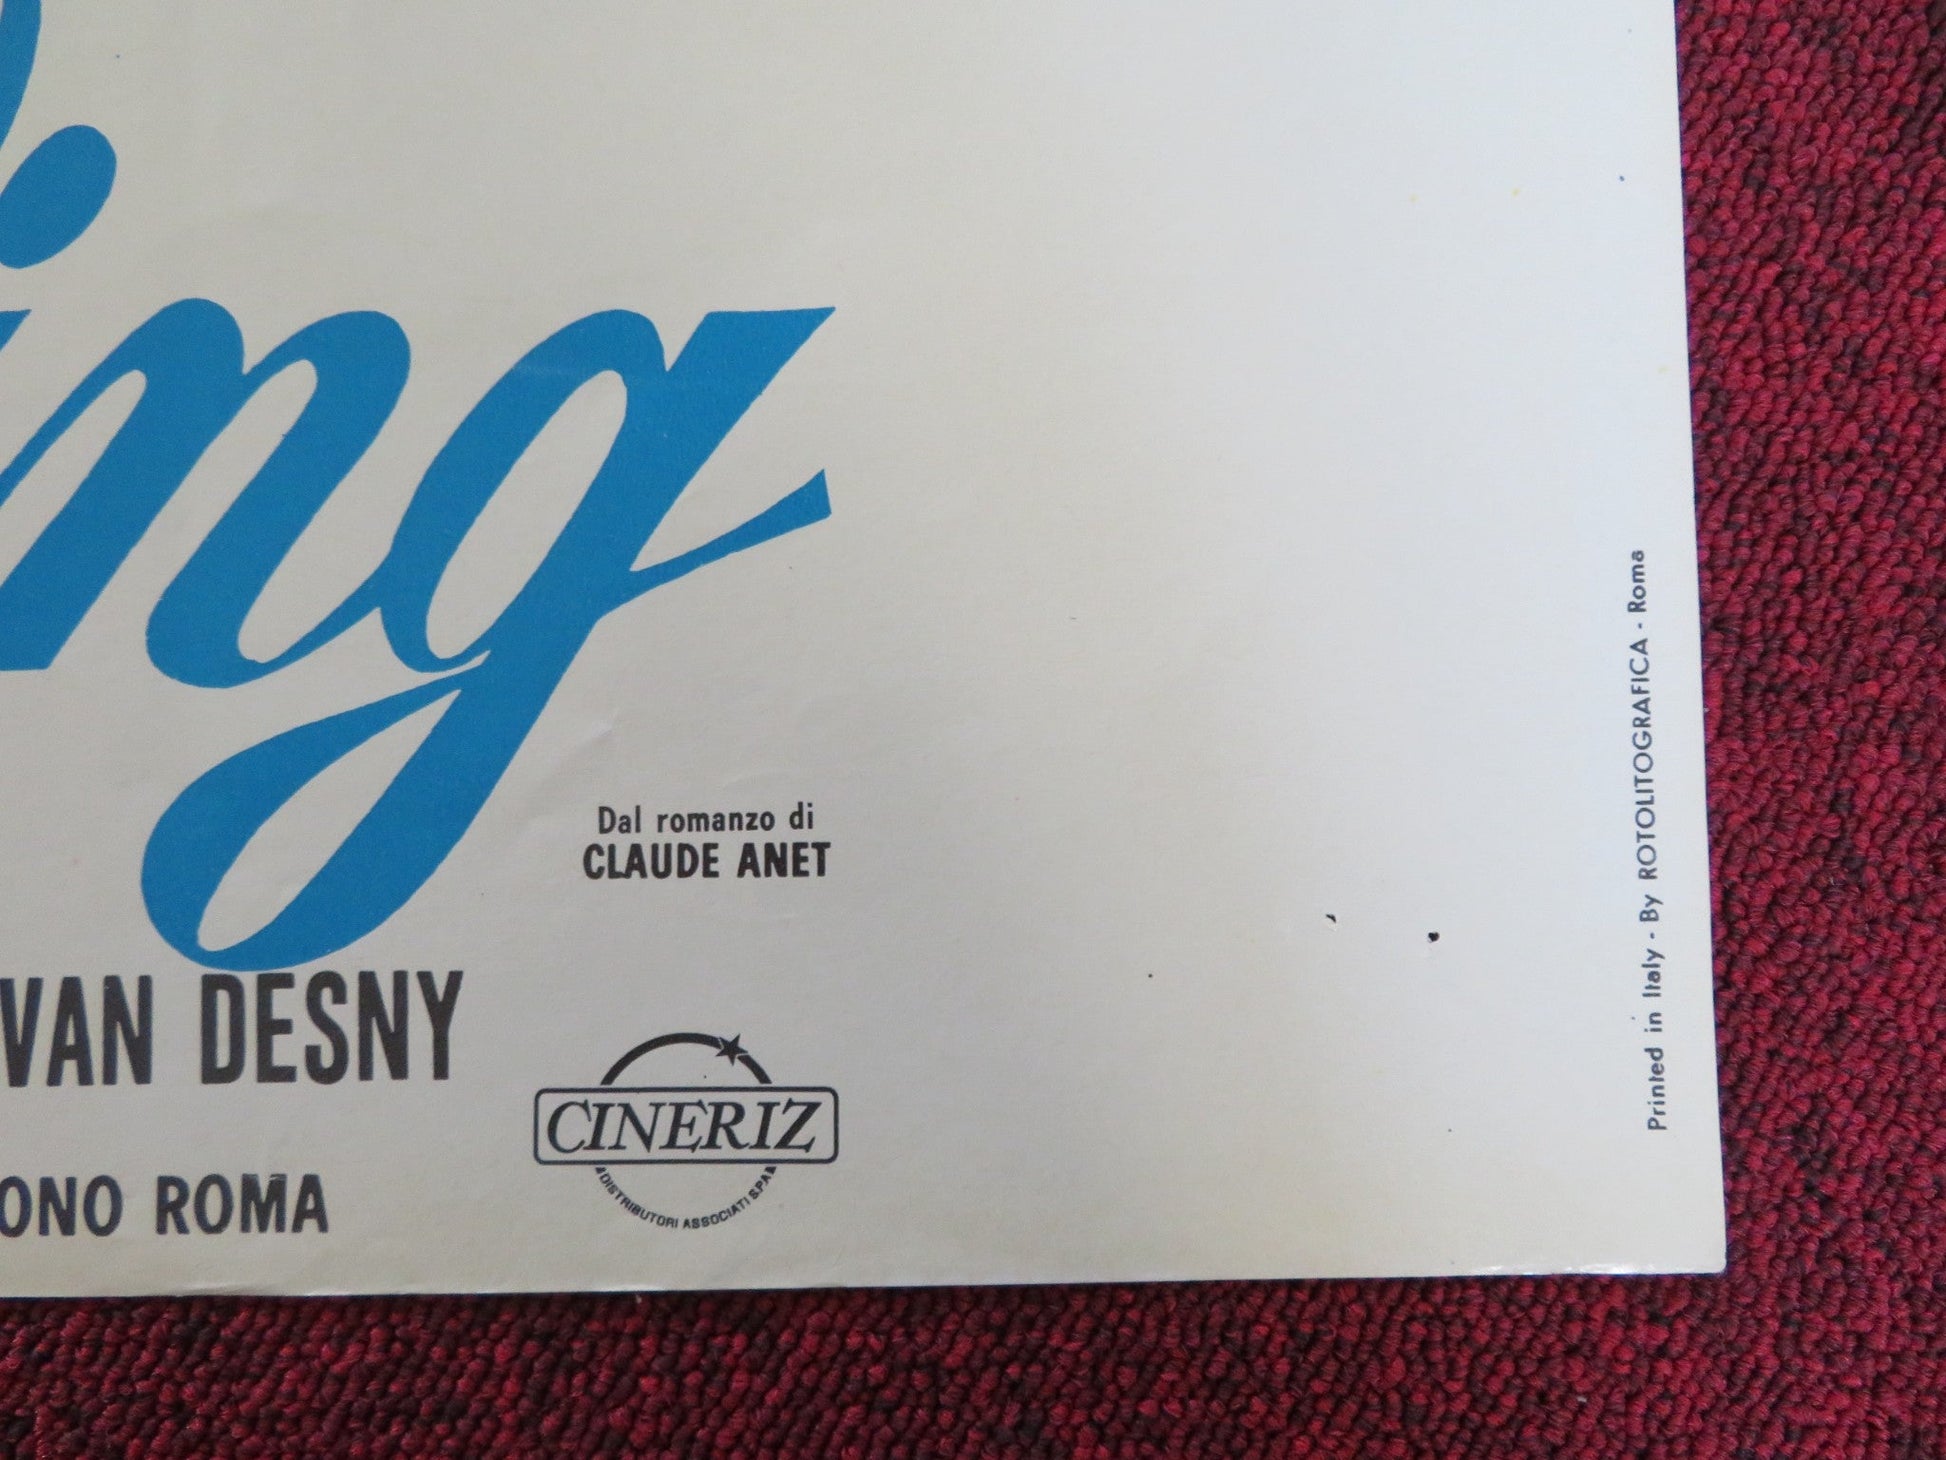 ing
Dal romanzo di
CLAUDE ANET
VAN DESNY
CINERIZ
DISTRIBUTORI ASSOCIATI S.P.A
ONO ROMA
Printed in Italy - By ROTOLITOGRAFICA - Roma